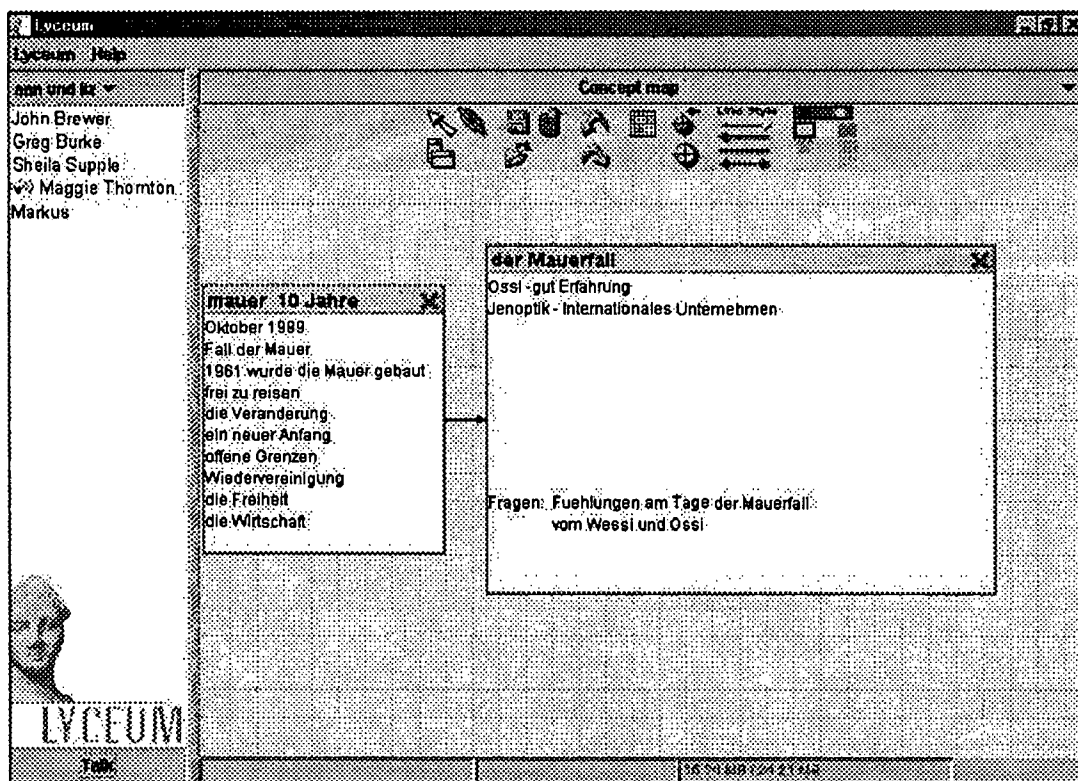 Lyceum
Lyceum Help
ann und liz
Concept map
John Brewer
Greg Burke
Sheila Supple
Maggie Thornton
Markus
der Mauerfall
Ossi - gut Erfahrung
Jenoptik - Internationales Unternehmen
mauer 10 Jahre
Oktober 1989
Fall der Mauer
1961 wurde die Mauer gebaut
frei zu reisen
die Veranderung
ein neuer Anfang
offene Grenzen
Wiedervereinigung
die Freiheit
die Wirtschaft
Fragen: Fuehlungen am Tage der Mauerfall
vom Wessi und Ossi
LYCEUM
Talk